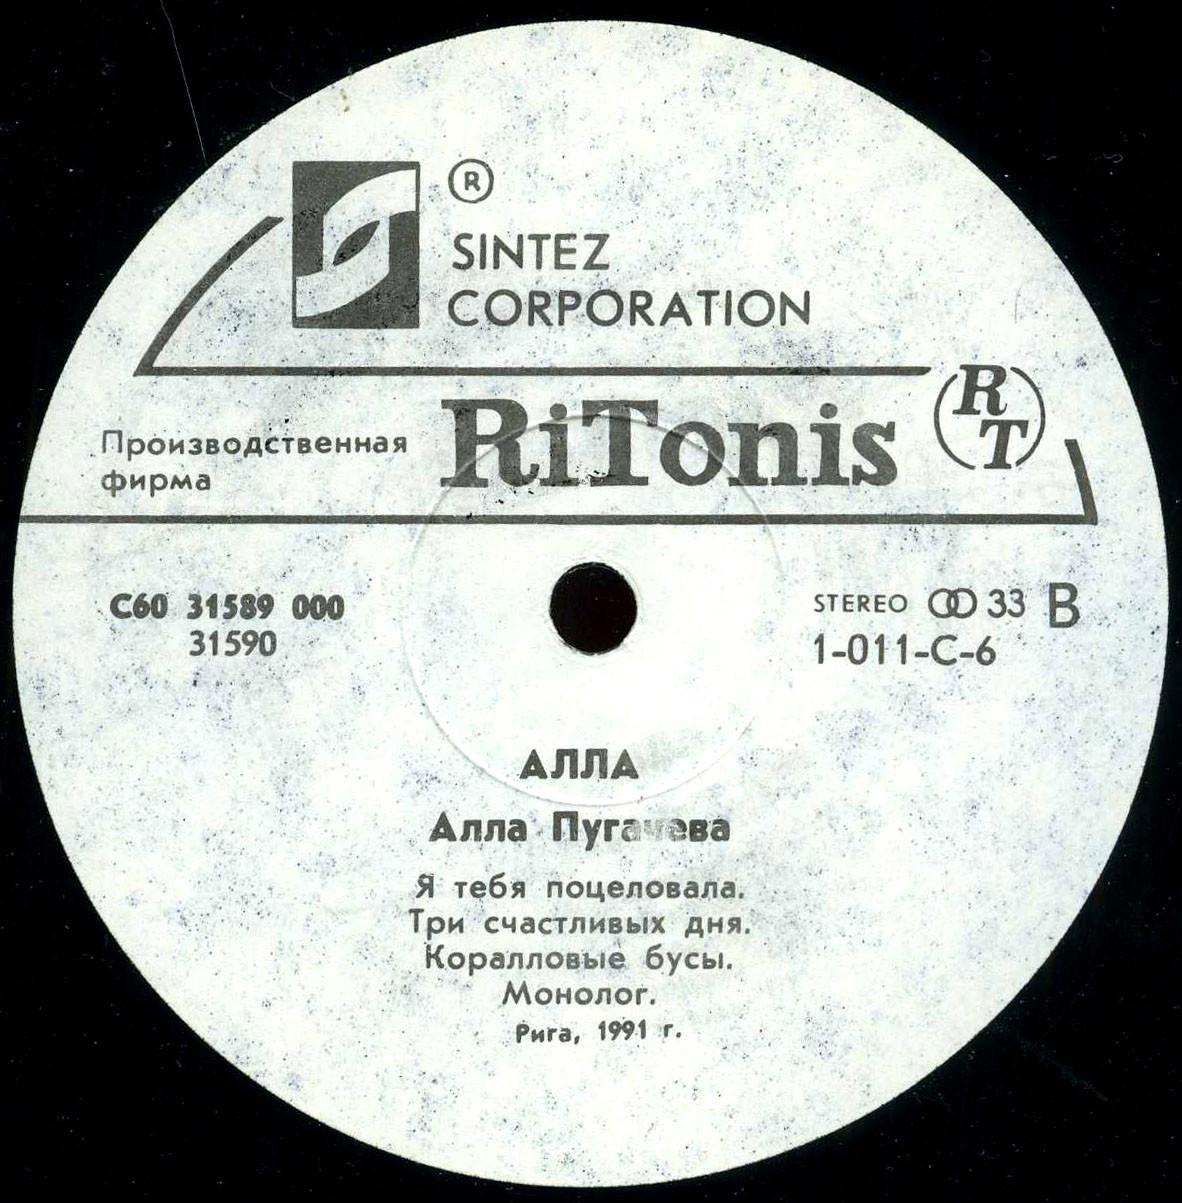 ®
SINTEZ
CORPORATION
Производственная
фирма
RiTonis
RT
С60 31589 000
31590
STEREO 33 B
1-011-C-6
АЛЛА
Алла Пугачева
Я тебя поцеловала.
Три счастливых дня.
Коралловые бусы.
Монолог.
Рига, 1991 г.